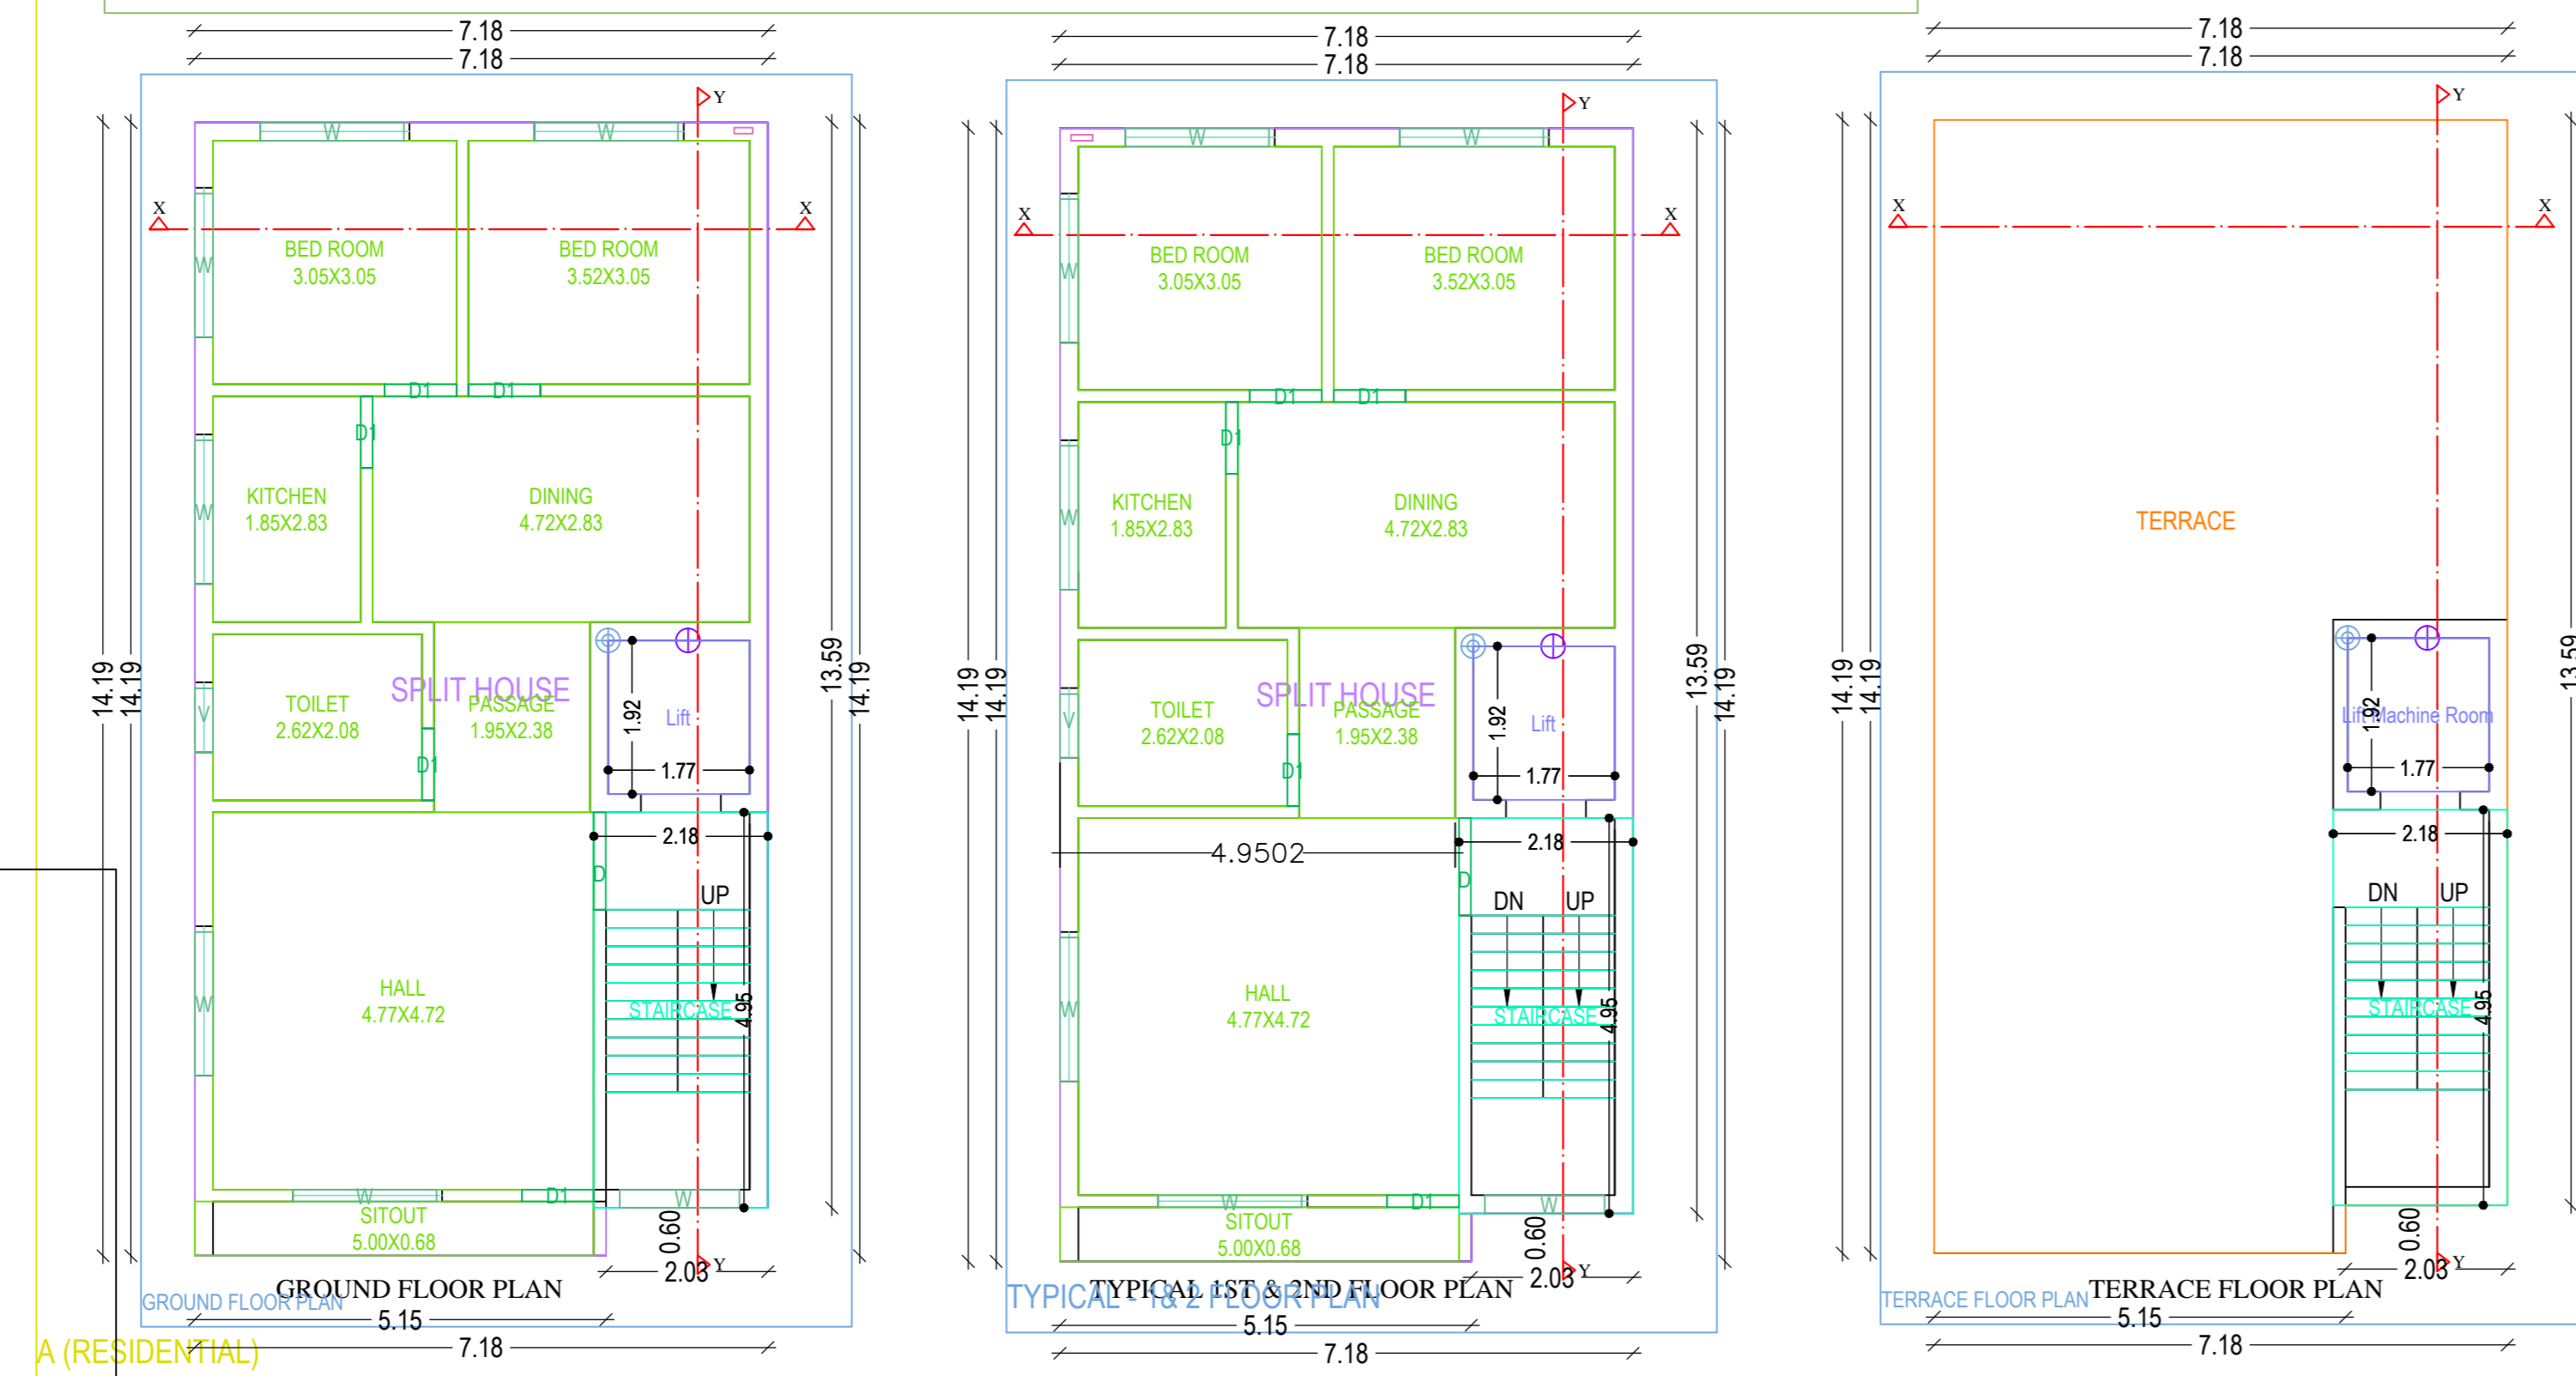 7.18
7.18
Y
14.19
14.19
13.59
14.19
W
W
X
X
W
BED ROOM
3.05X3.05
BED ROOM
3.52X3.05
D1
D1
D1
W
KITCHEN
1.85X2.83
DINING
4.72X2.83
SPLIT HOUSE
V
TOILET
2.62X2.08
PASSAGE
1.95X2.38
D1
1.92
Lift
1.77
2.18
D
UP
W
HALL
4.77X4.72
STAIRCASE
4.95
W
D1
W
SITOUT
5.00X0.68
0.60
Y
2.03
GROUND FLOOR PLAN
GROUND FLOOR PLAN
5.15
7.18
A (RESIDENTIAL)
7.18
7.18
Y
14.19
14.19
13.59
14.19
W
W
X
X
W
BED ROOM
3.05X3.05
BED ROOM
3.52X3.05
D1
D1
D1
W
KITCHEN
1.85X2.83
DINING
4.72X2.83
SPLIT HOUSE
V
TOILET
2.62X2.08
PASSAGE
1.95X2.38
D1
1.92
Lift
1.77
4.9502
2.18
D
DN
UP
W
HALL
4.77X4.72
STAIRCASE
4.95
W
D1
W
SITOUT
5.00X0.68
0.60
Y
2.03
TYPICAL 1ST & 2ND FLOOR PLAN
TYPICAL - 1& 2 FLOOR PLAN
5.15
7.18
7.18
7.18
Y
14.19
14.19
13.59
X
X
TERRACE
1.92
Lift Machine Room
1.77
2.18
DN
UP
STAIRCASE
4.95
0.60
Y
2.03
TERRACE FLOOR PLAN
TERRACE FLOOR PLAN
5.15
7.18